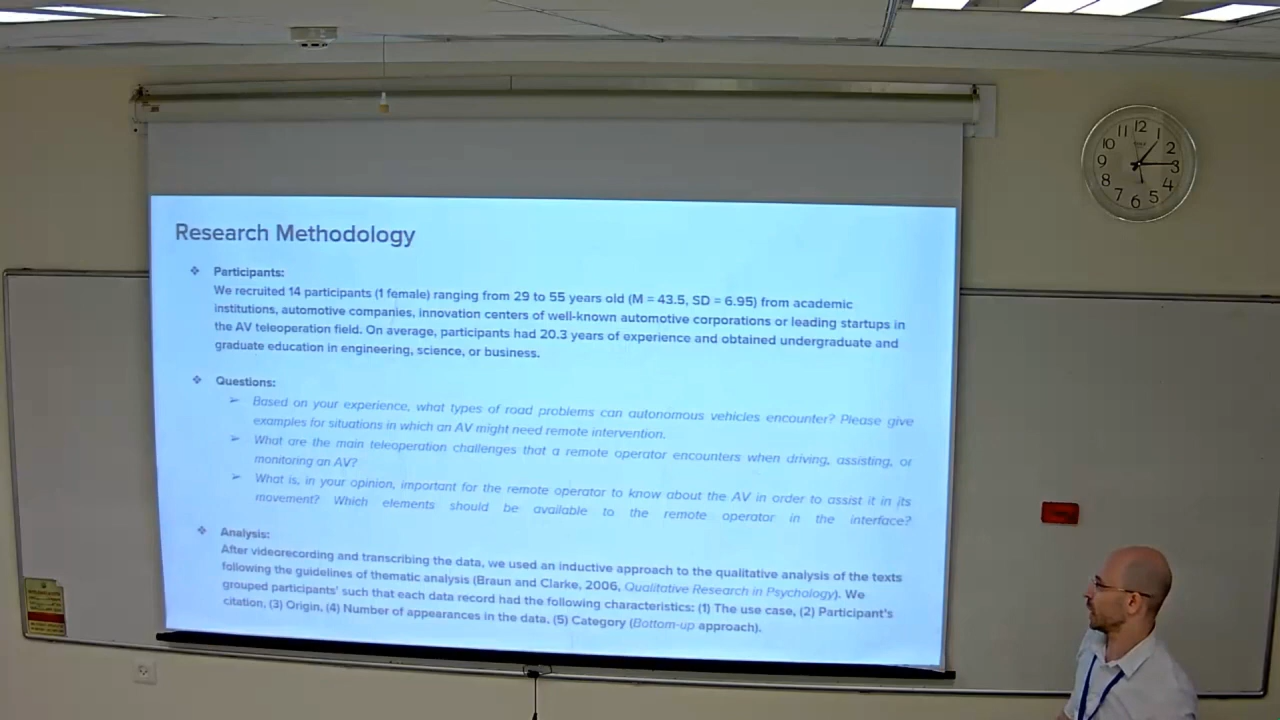 Research Methodology
Participants:
We recruited 14 participants (1 female) ranging from 29 to 55 years old (M = 43.5, SD = 6.95) from academic
institutions, automotive companies, innovation centers of well-known automotive corporations or leading startups in
the AV teleoperation field. On average, participants had 20.3 years of experience and obtained undergraduate and
graduate education in engineering, science, or business.
Questions:
Based on your experience, what types of road problems can autonomous vehicles encounter? Please give
examples for situations in which an AV might need remote intervention.
What are the main teleoperation challenges that a remote operator encounters when driving, assisting, or
monitoring an AV?
What is, in your opinion, important for the remote operator to know about the AV in order to assist it in its
movement? Which elements should be available to the remote operator in the interface?
Analysis:
After videorecording and transcribing the data, we used an inductive approach to the qualitative analysis of the texts
following the guidelines of thematic analysis (Braun and Clarke, 2006, Qualitative Research in Psychology). We
grouped participants' such that each data record had the following characteristics: (1) The use case, (2) Participant's
citation, (3) Origin, (4) Number of appearances in the data, (5) Category (Bottom-up approach).
12
1
2
3
4
5
6
7
8
9
10
11